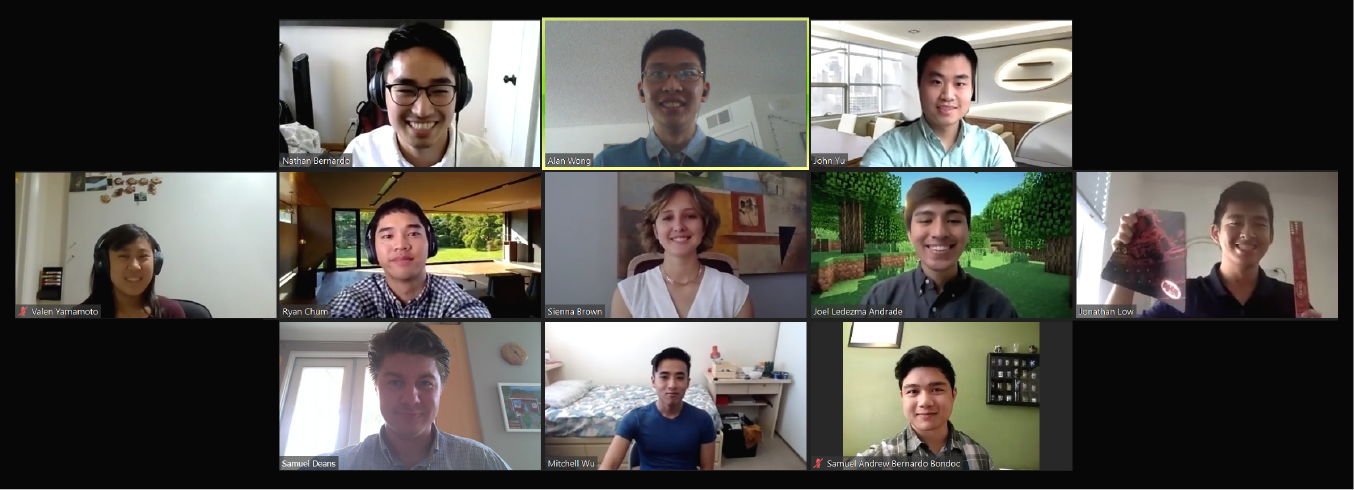 Nathan Bernardo
Alan Wong
John Yu
Valen Yamamoto
Ryan Chum
Sienna Brown
Joel Ledezma Andrade
Jonathan Low
Samuel Deans
Mitchell Wu
Samuel Andrew Bernardo Bondoc